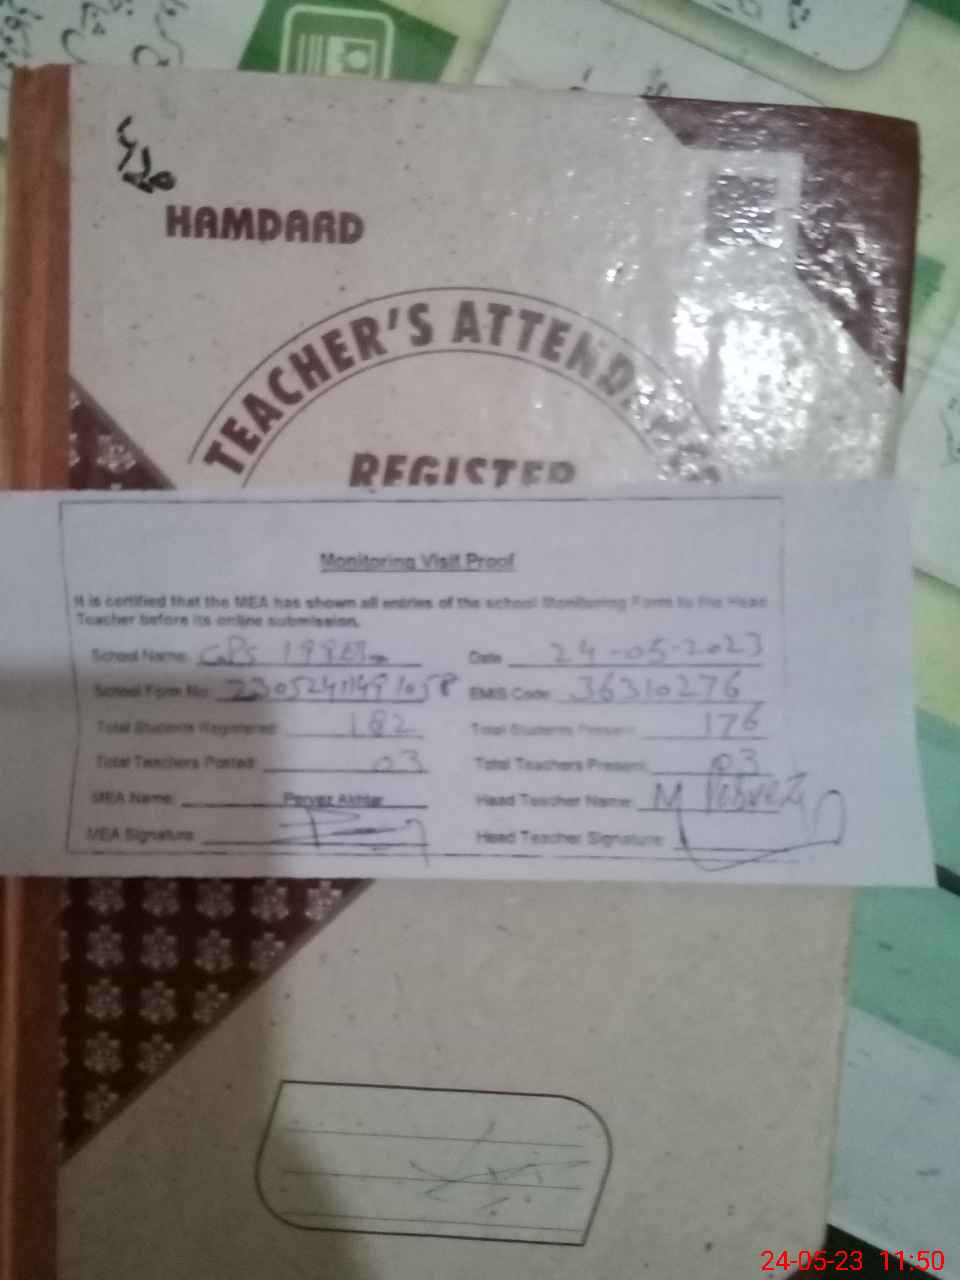 HAMDARD
TEACHER'S ATTENDANCE
REGISTER
Monitoring Visit Proof
It is certified that the MEA has shown all entries of the school Monitoring Form to the Head
Teacher before its online submission.
School Name: GPS 199 Date 24-05-2023
School Form No: EMIS Code: 36310276
Total Students Registered: 182 Total Students Present: 176
Total Teachers Posted: 03 Total Teachers Present: 03
MEA Name: Pervez Akhtar Head Teacher Name: M Pervez
MEA Signature: Head Teacher Signature:
24-05-23 11:50